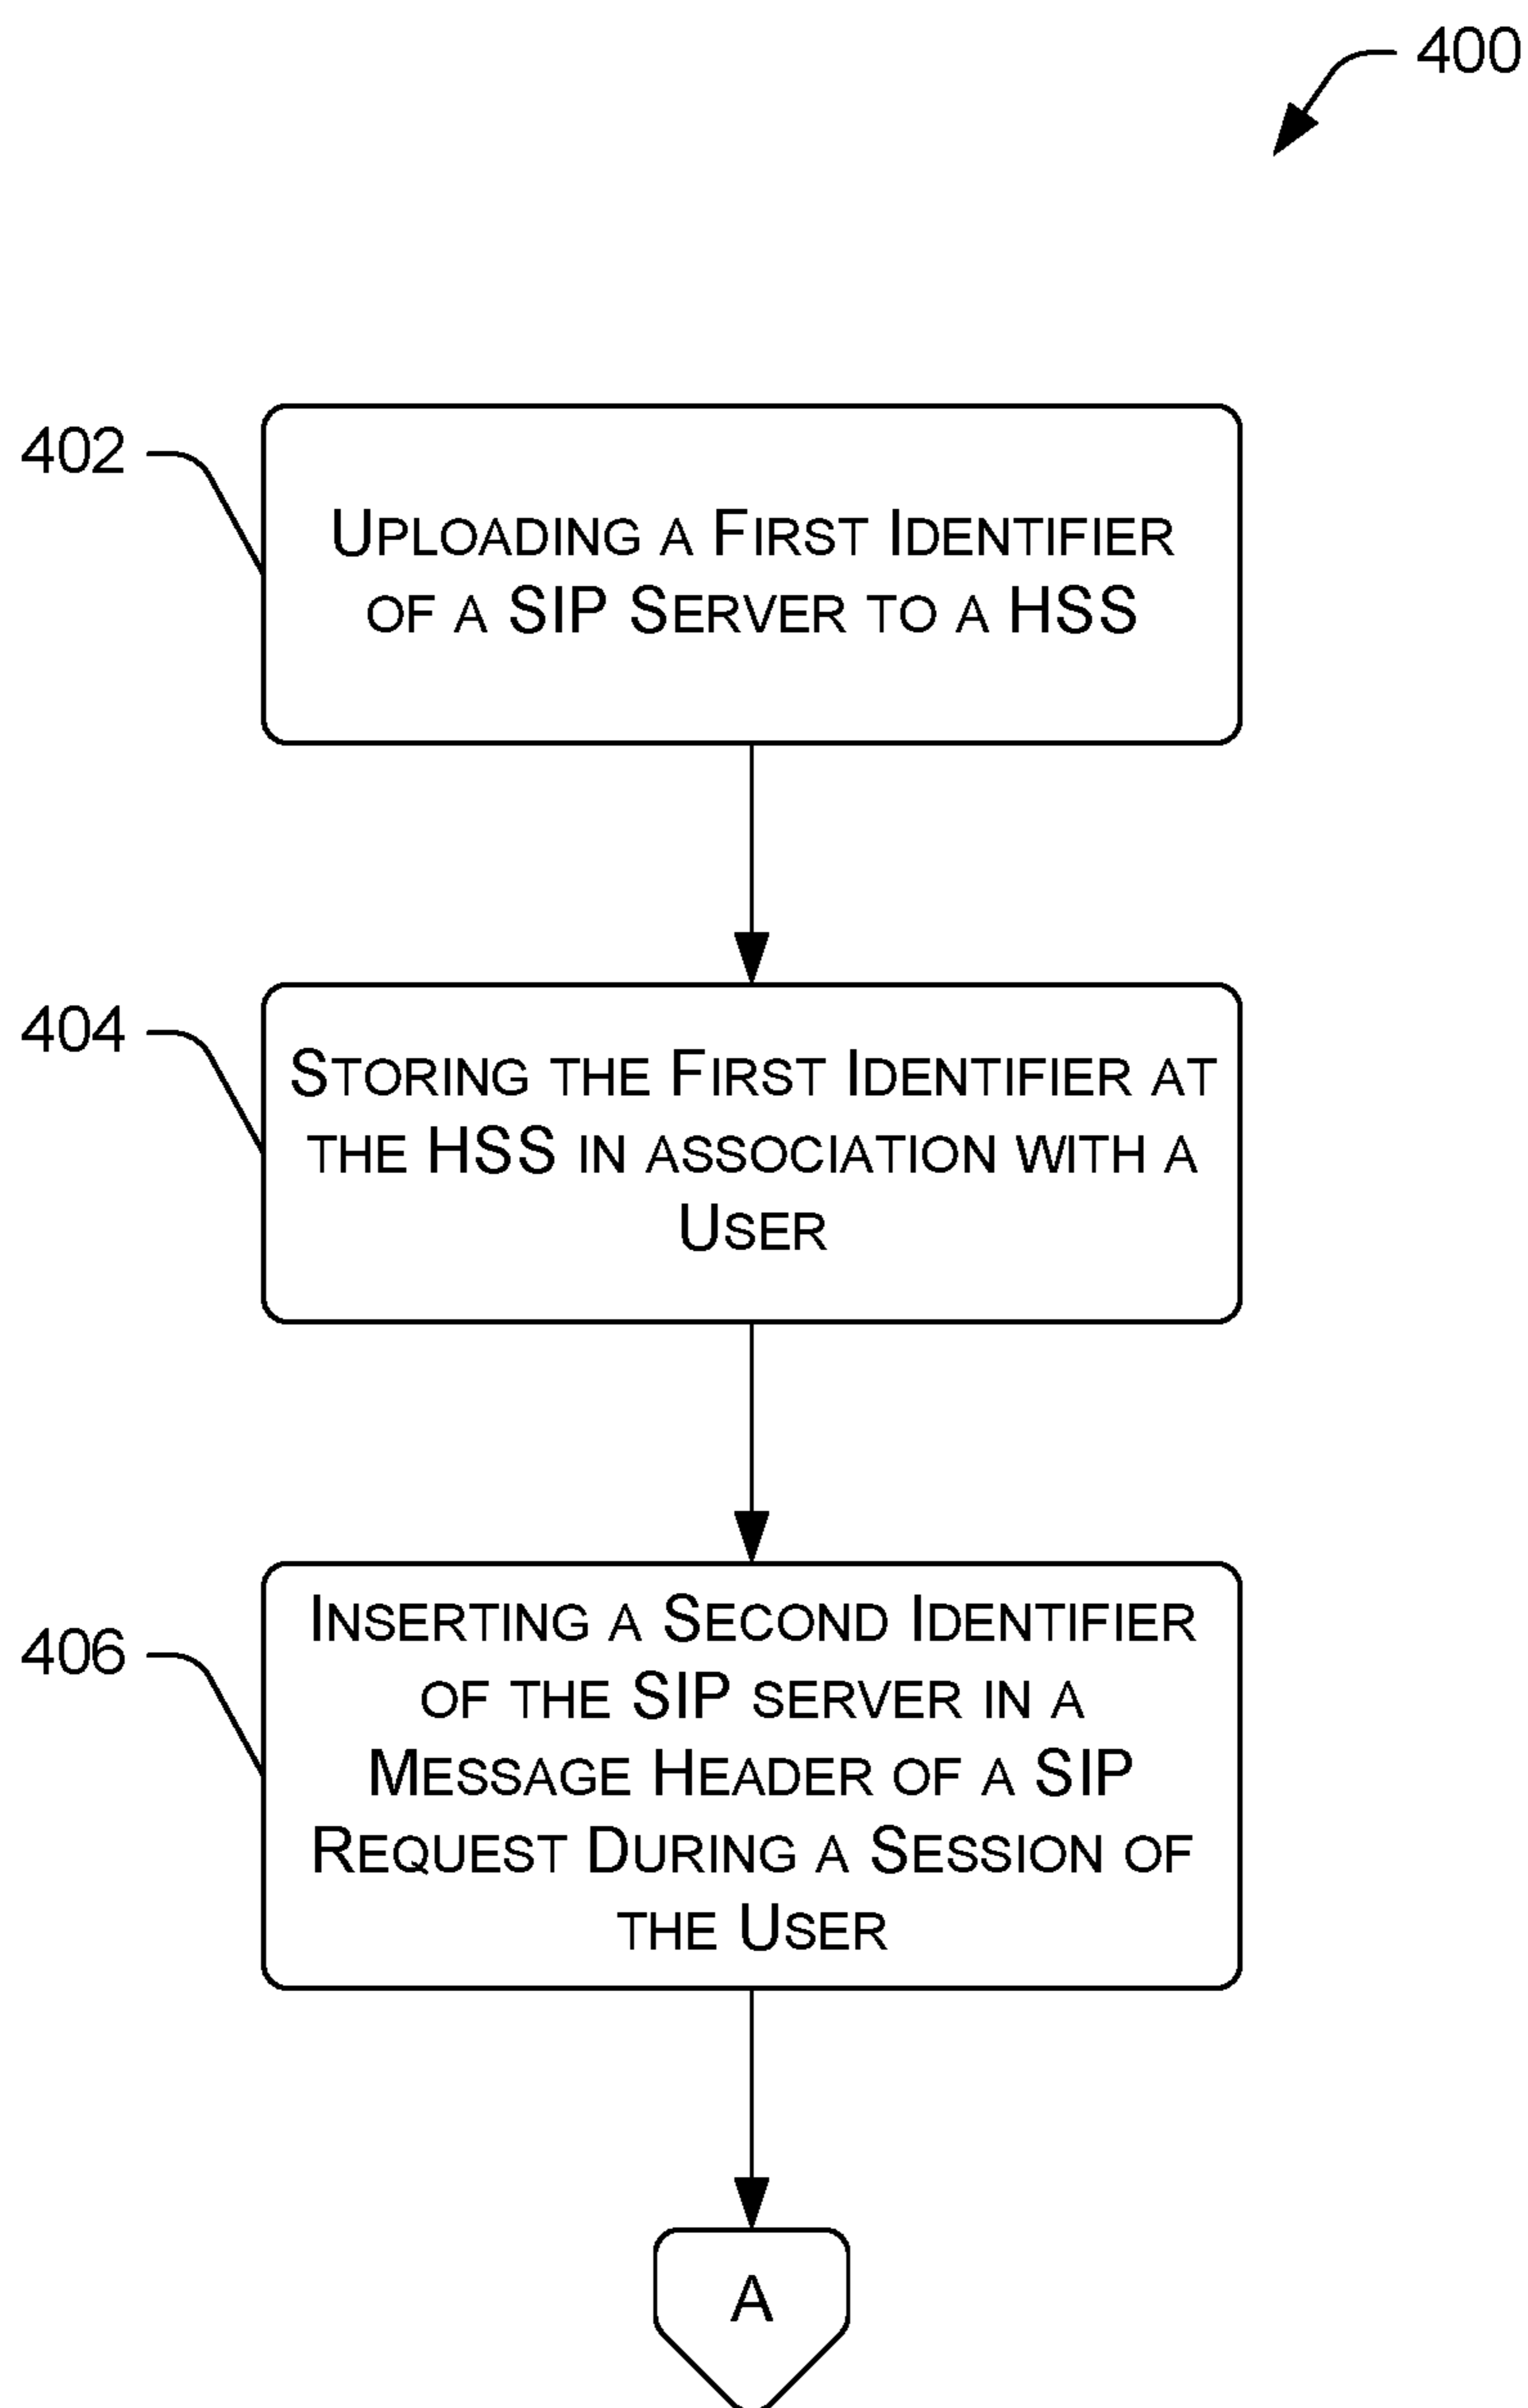 400
402
UPLOADING A FIRST IDENTIFIER
OF A SIP SERVER TO A HSS
404
STORING THE FIRST IDENTIFIER AT
THE HSS IN ASSOCIATION WITH A
USER
406
INSERTING A SECOND IDENTIFIER
OF THE SIP SERVER IN A
MESSAGE HEADER OF A SIP
REQUEST DURING A SESSION OF
THE USER
A